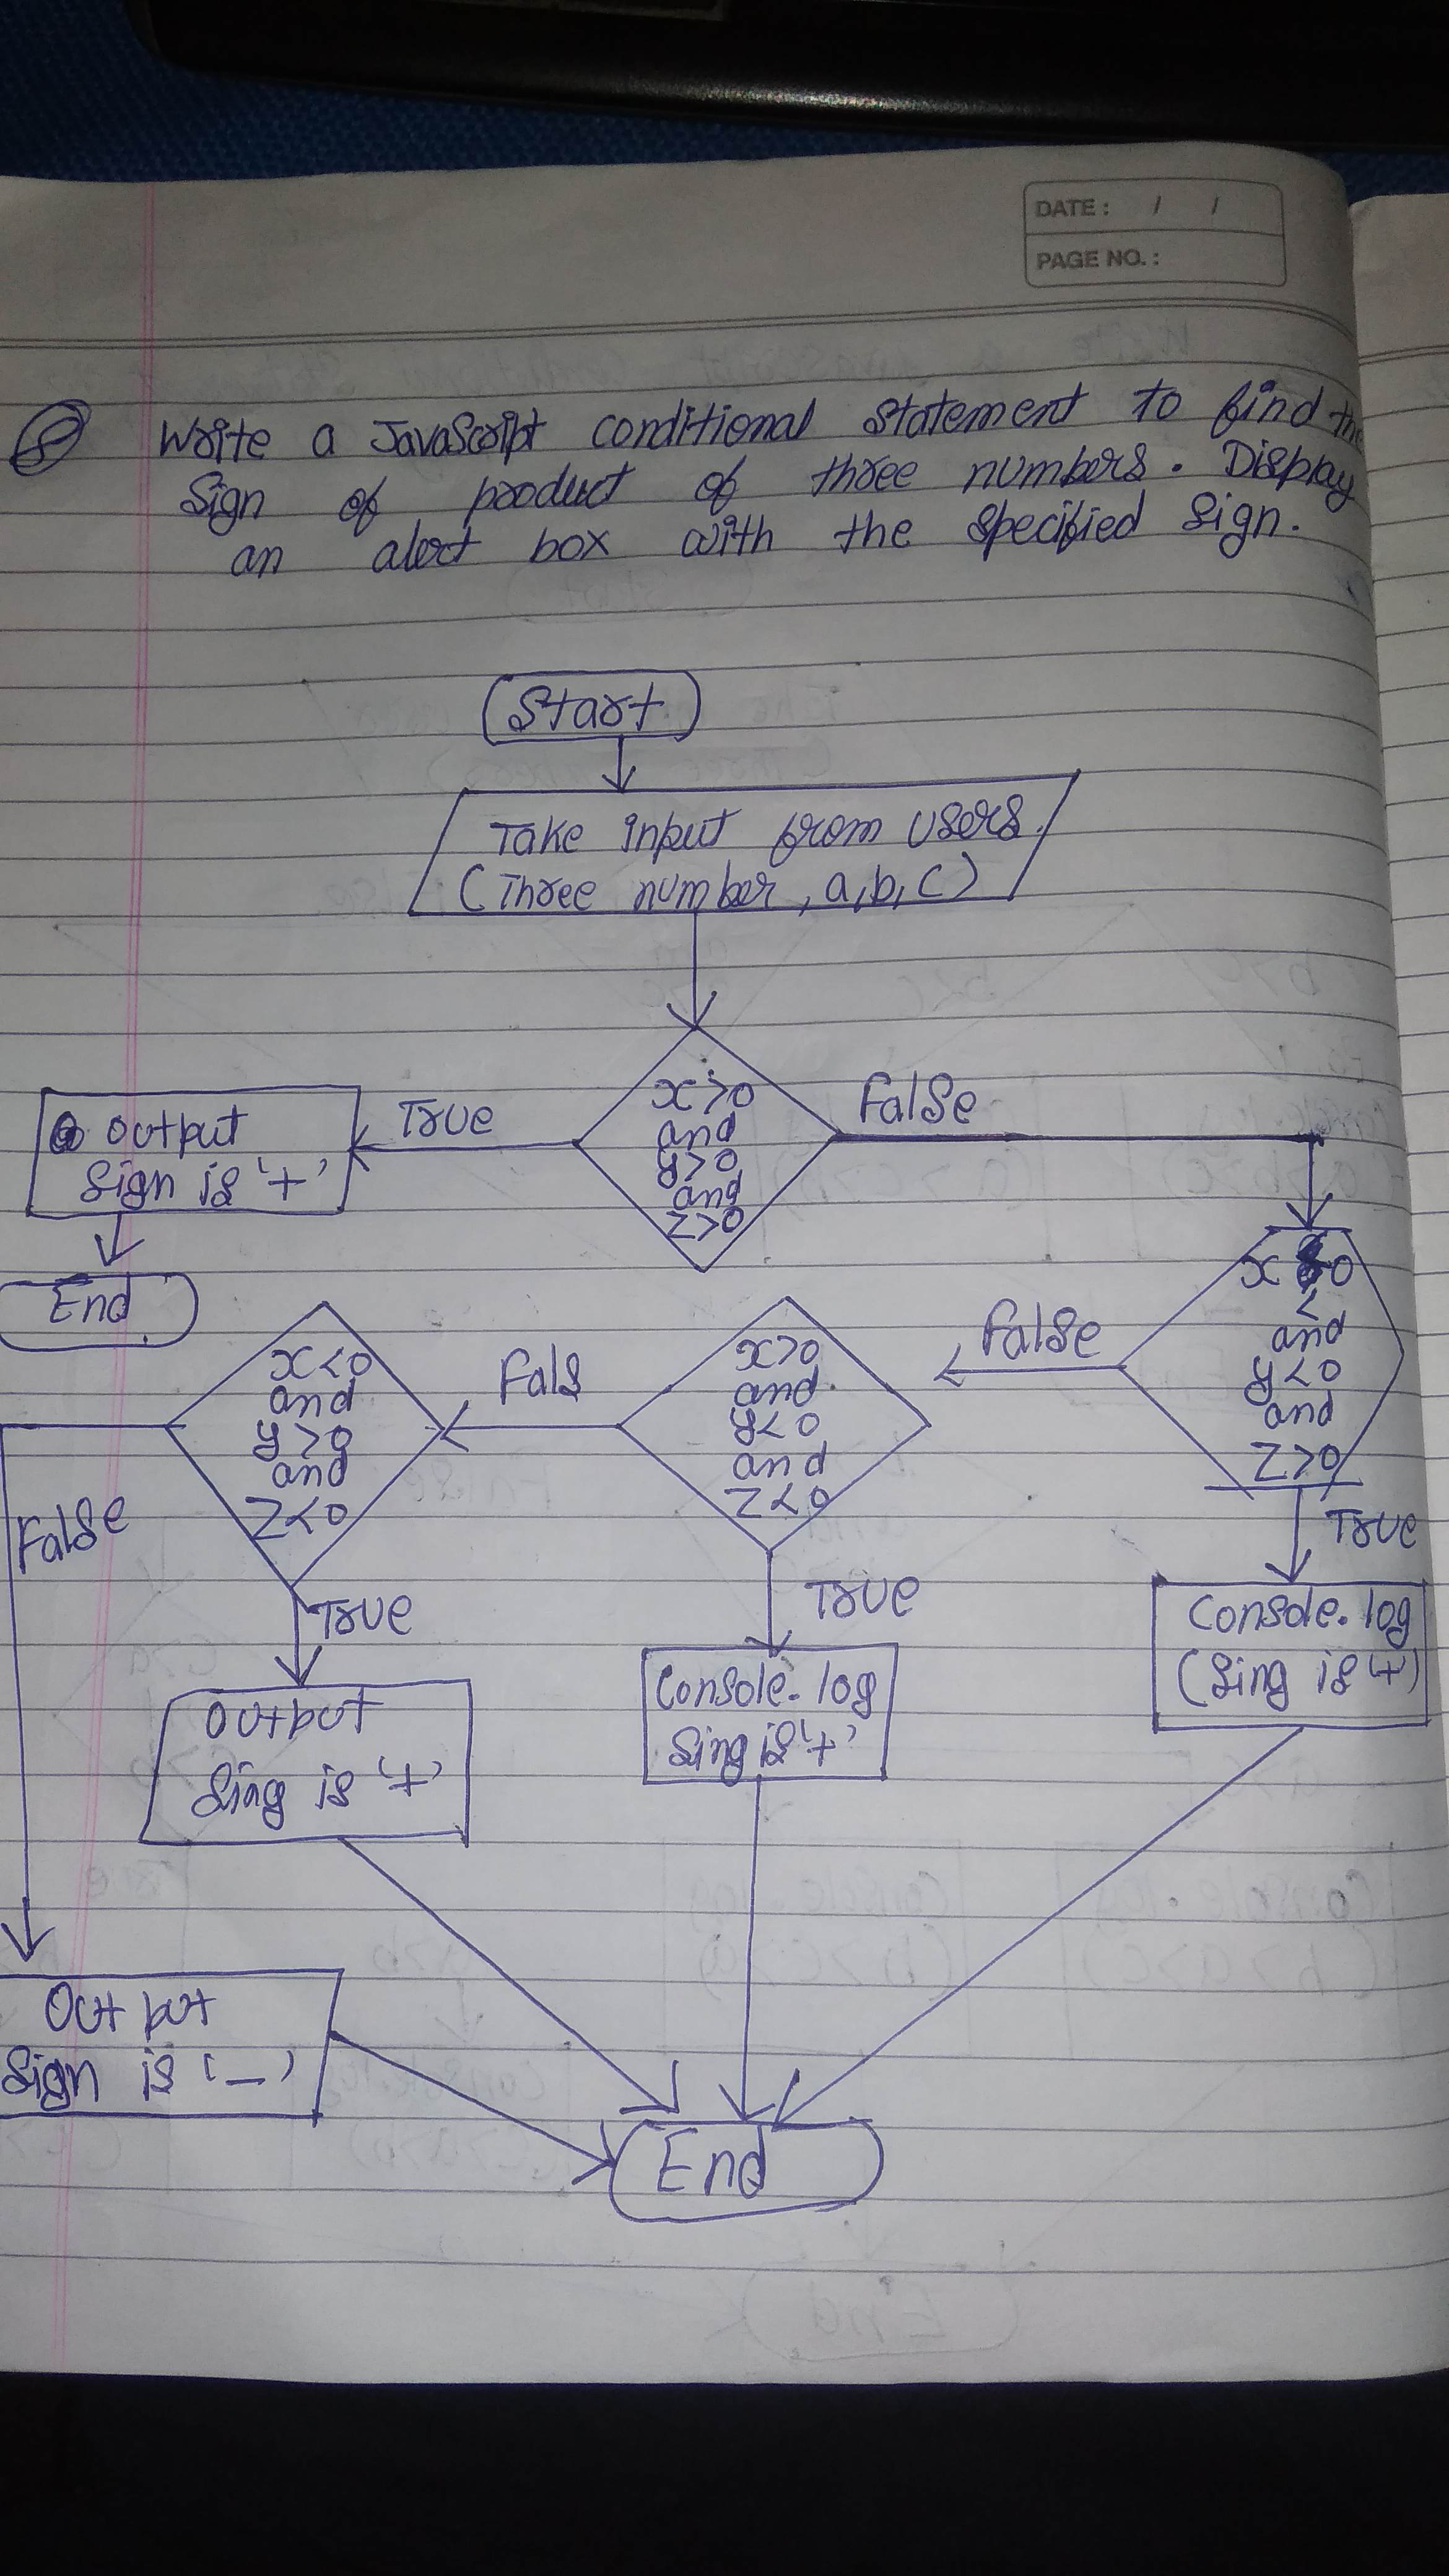 DATE: / /
PAGE NO.:
Write a JavaScript conditional statement to find the
Sign of product of three numbers. Display
an alert box with the specified sign.
Start
Take input from users.
(Three number, a,b,c)
x>0
and
y>0
and
z>0
True
False
output
Sign is '+'
End
x 0
<
and
y<0
and
z>0
False
True
Console.log
(Sing is '+')
x>0
and
y<0
and
z<0
Fals
True
Console.log
Sing is '+'
x<0
and
y>0
and
z<0
False
True
output
Sing is '+'
Output
Sign is '-'
End